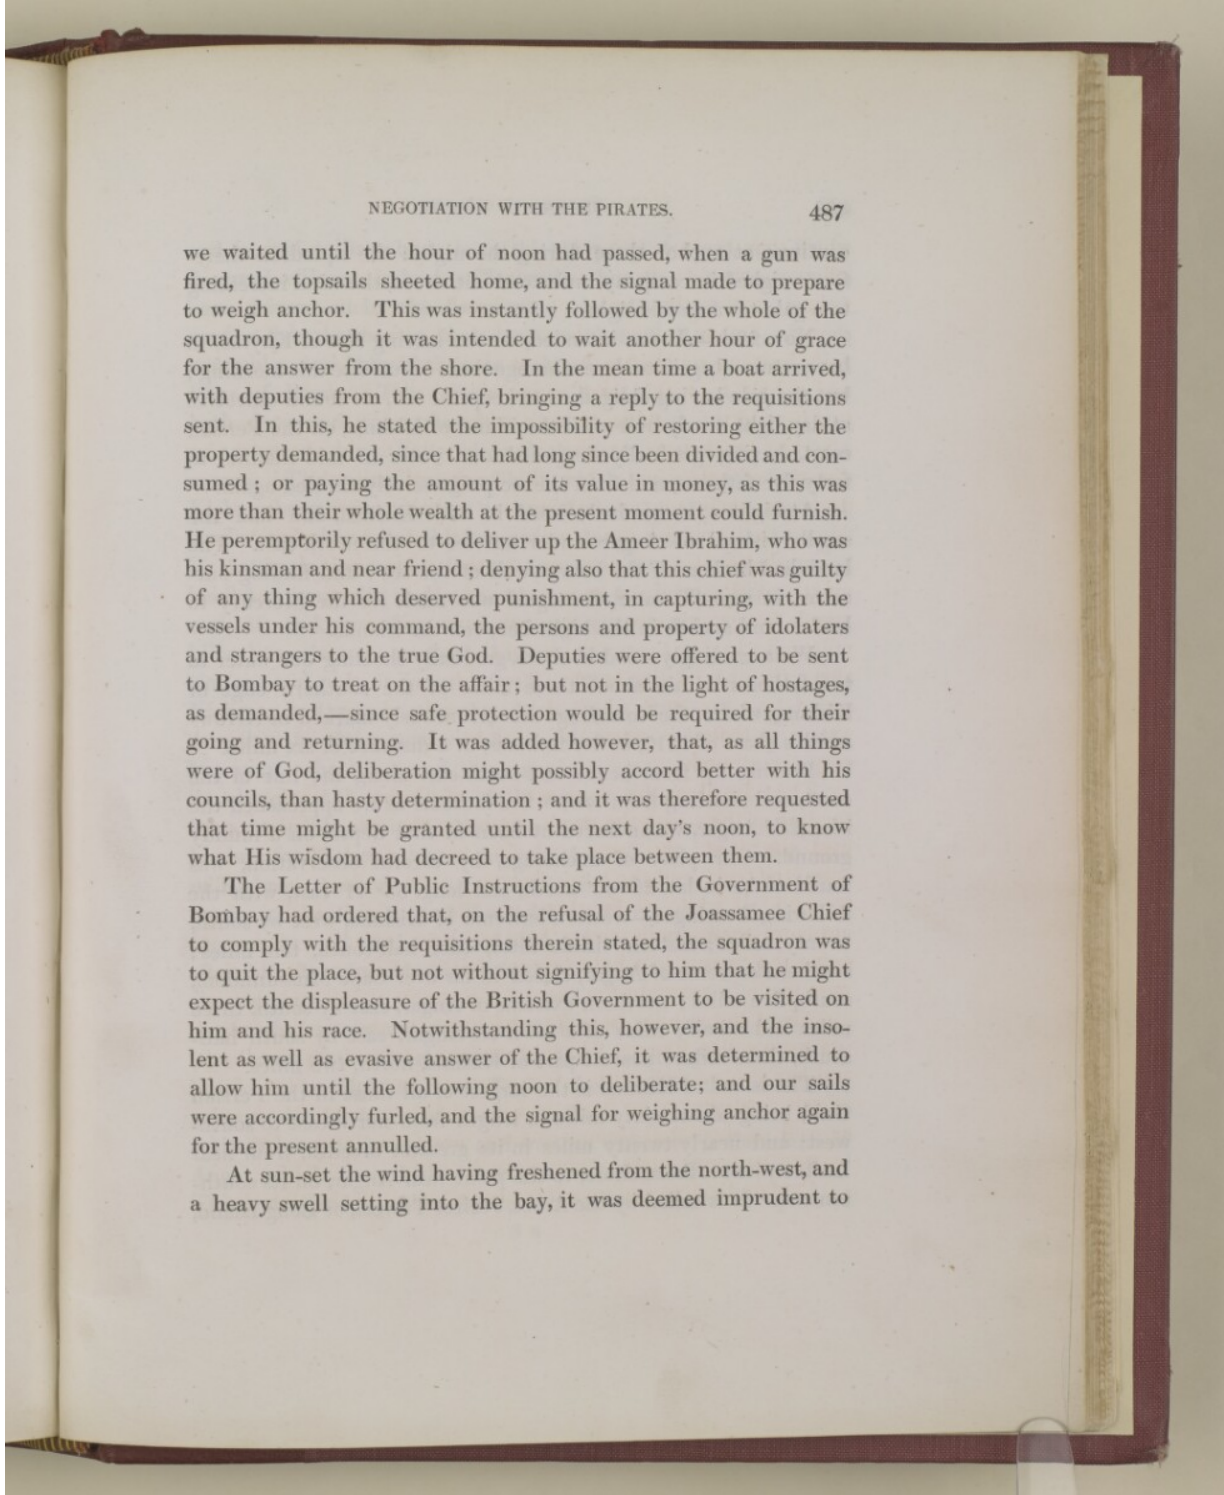 NEGOTIATION WITH THE PIRATES. 487
we waited until the hour of noon had passed, when a gun was
fired, the topsails sheeted home, and the signal made to prepare
to weigh anchor. This was instantly followed by the whole of the
squadron, though it was intended to wait another hour of grace
for the answer from the shore. In the mean time a boat arrived,
with deputies from the Chief, bringing a reply to the requisitions
sent. In this, he stated the impossibility of restoring either the
property demanded, since that had long since been divided and con-
sumed ; or paying the amount of its value in money, as this was
more than their whole wealth at the present moment could furnish.
He peremptorily refused to deliver up the Ameer Ibrahim, who was
his kinsman and near friend ; denying also that this chief was guilty
of any thing which deserved punishment, in capturing, with the
vessels under his command, the persons and property of idolaters
and strangers to the true God. Deputies were offered to be sent
to Bombay to treat on the affair ; but not in the light of hostages,
as demanded,—since safe protection would be required for their
going and returning. It was added however, that, as all things
were of God, deliberation might possibly accord better with his
councils, than hasty determination ; and it was therefore requested
that time might be granted until the next day's noon, to know
what His wisdom had decreed to take place between them.
The Letter of Public Instructions from the Government of
Bombay had ordered that, on the refusal of the Joassamee Chief
to comply with the requisitions therein stated, the squadron was
to quit the place, but not without signifying to him that he might
expect the displeasure of the British Government to be visited on
him and his race. Notwithstanding this, however, and the inso-
lent as well as evasive answer of the Chief, it was determined to
allow him until the following noon to deliberate; and our sails
were accordingly furled, and the signal for weighing anchor again
for the present annulled.
At sun-set the wind having freshened from the north-west, and
a heavy swell setting into the bay, it was deemed imprudent to